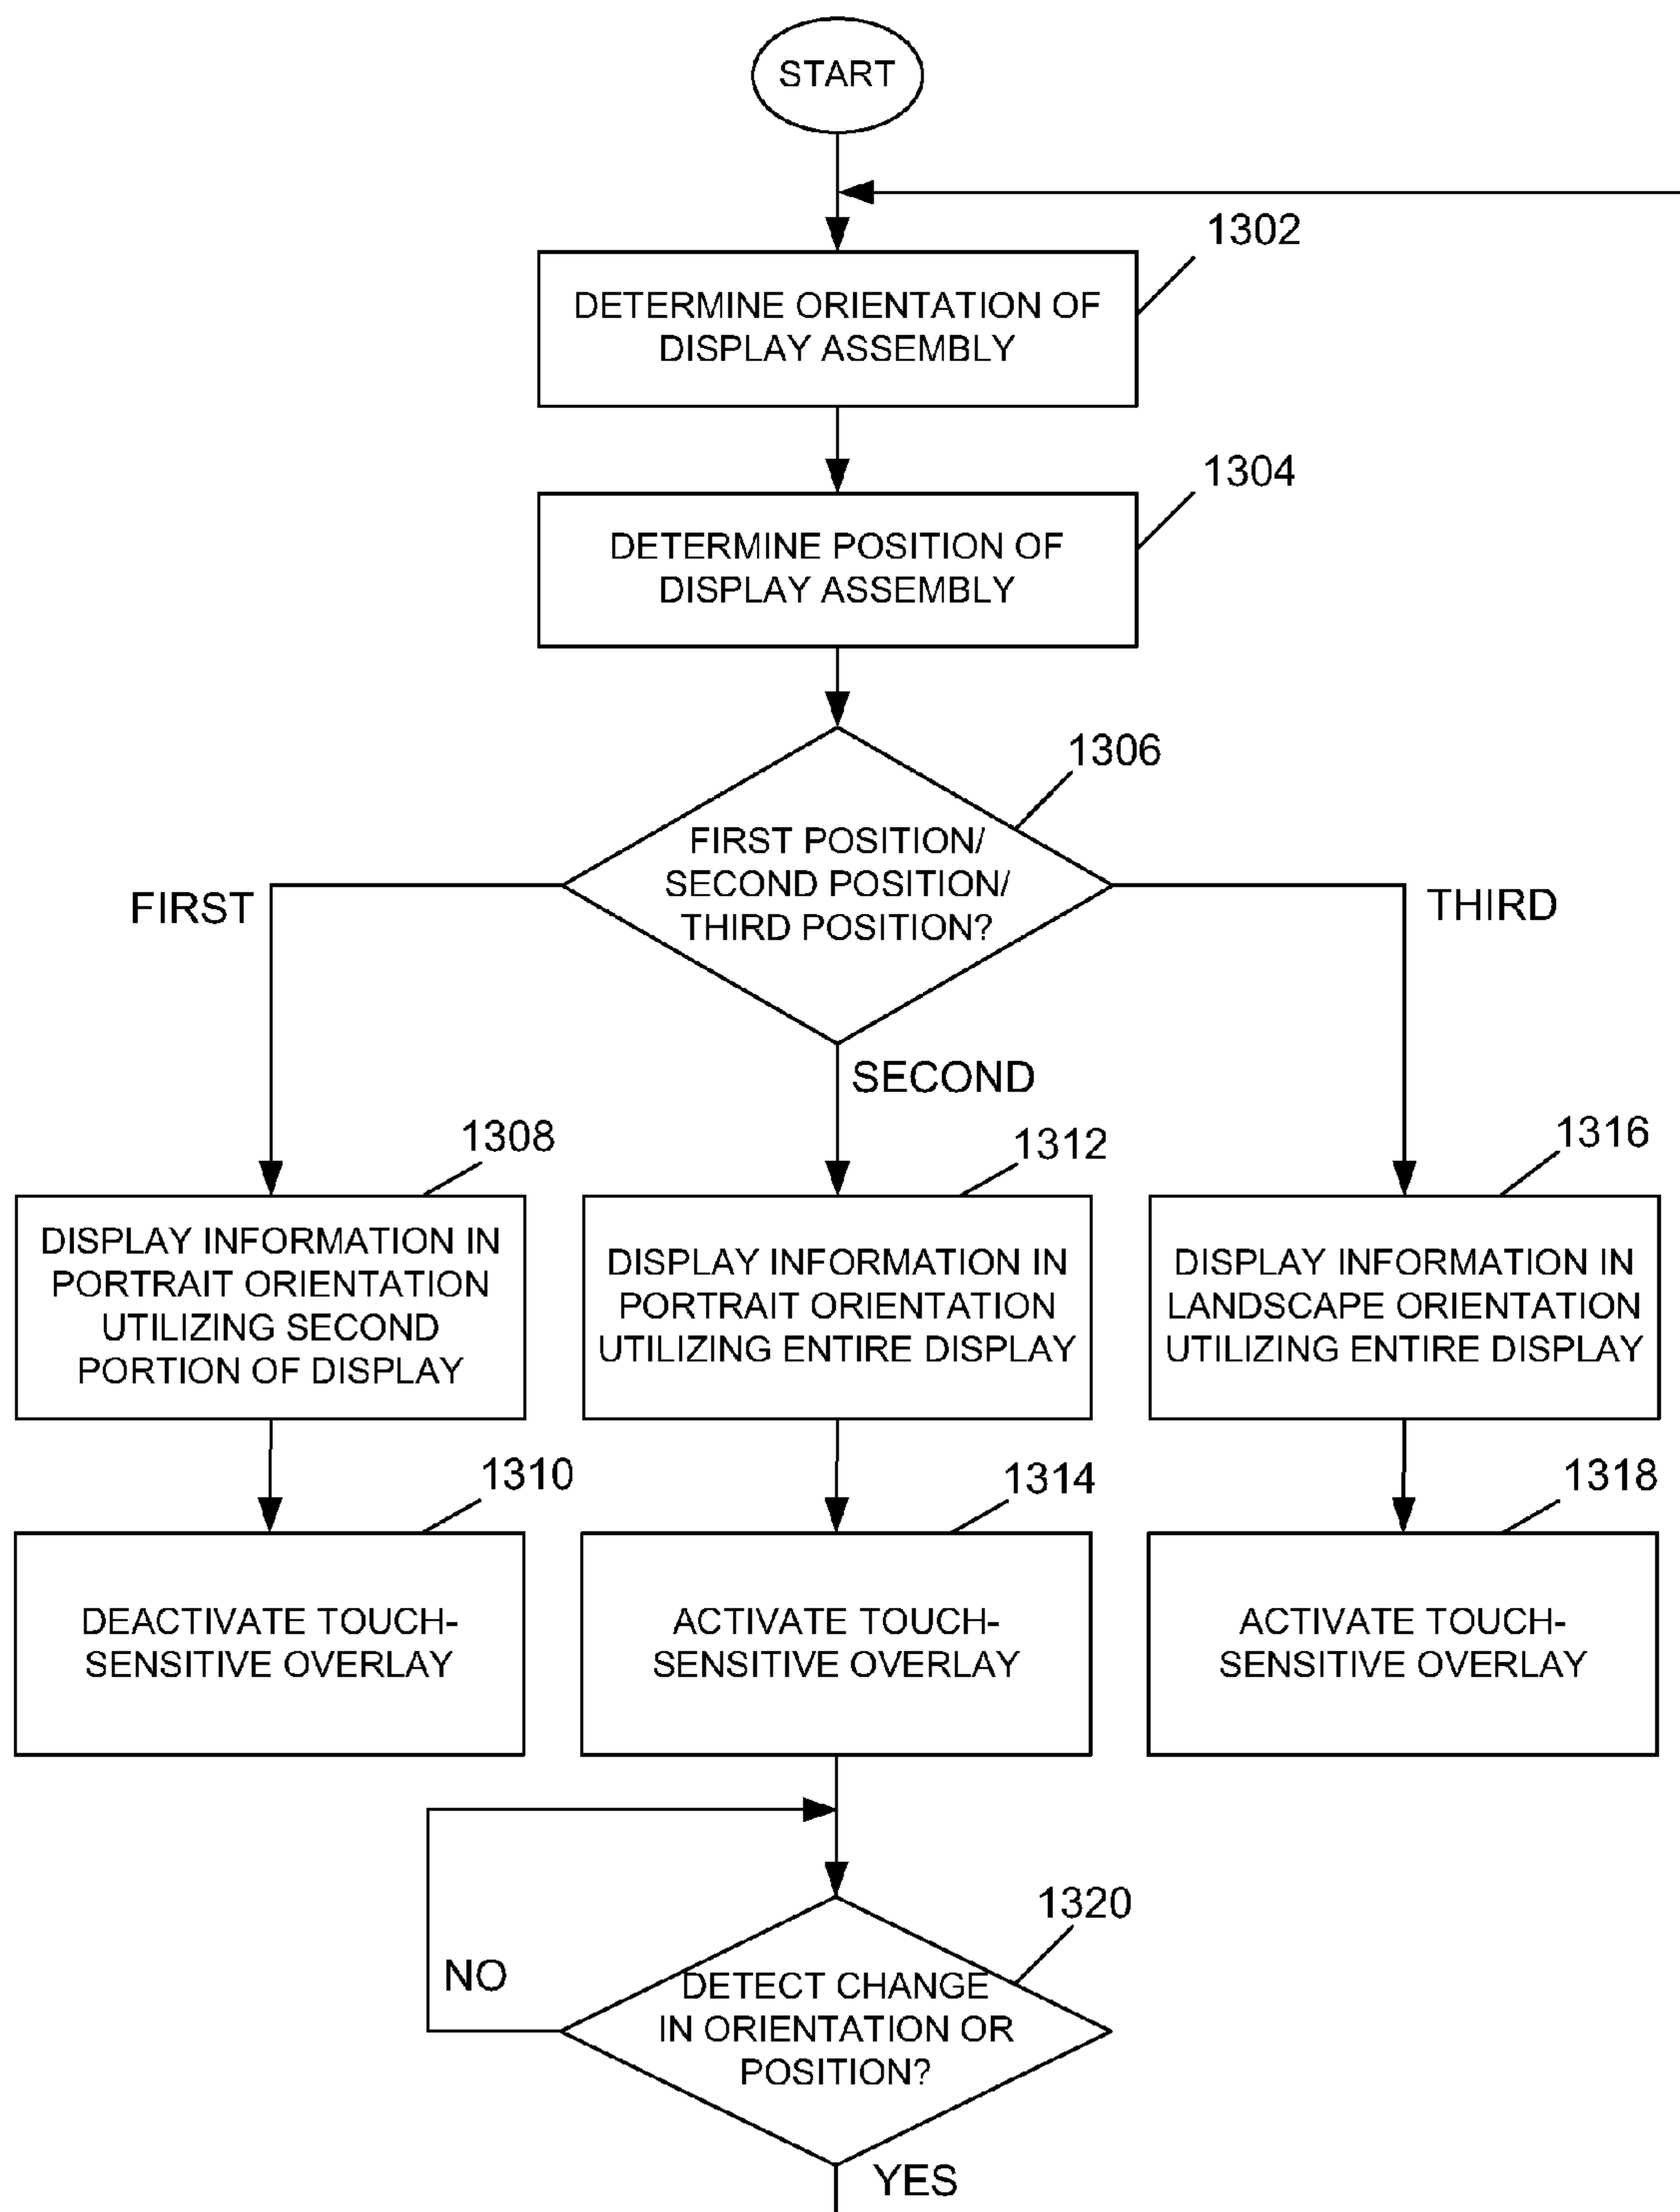 START
1302
DETERMINE ORIENTATION OF
DISPLAY ASSEMBLY
1304
DETERMINE POSITION OF
DISPLAY ASSEMBLY
1306
FIRST POSITION/
SECOND POSITION/
THIRD POSITION?
FIRST
THIRD
SECOND
1308
DISPLAY INFORMATION IN
PORTRAIT ORIENTATION
UTILIZING SECOND
PORTION OF DISPLAY
1312
DISPLAY INFORMATION IN
PORTRAIT ORIENTATION
UTILIZING ENTIRE DISPLAY
1316
DISPLAY INFORMATION IN
LANDSCAPE ORIENTATION
UTILIZING ENTIRE DISPLAY
1310
DEACTIVATE TOUCH-
SENSITIVE OVERLAY
1314
ACTIVATE TOUCH-
SENSITIVE OVERLAY
1318
ACTIVATE TOUCH-
SENSITIVE OVERLAY
1320
DETECT CHANGE
IN ORIENTATION OR
POSITION?
NO
YES